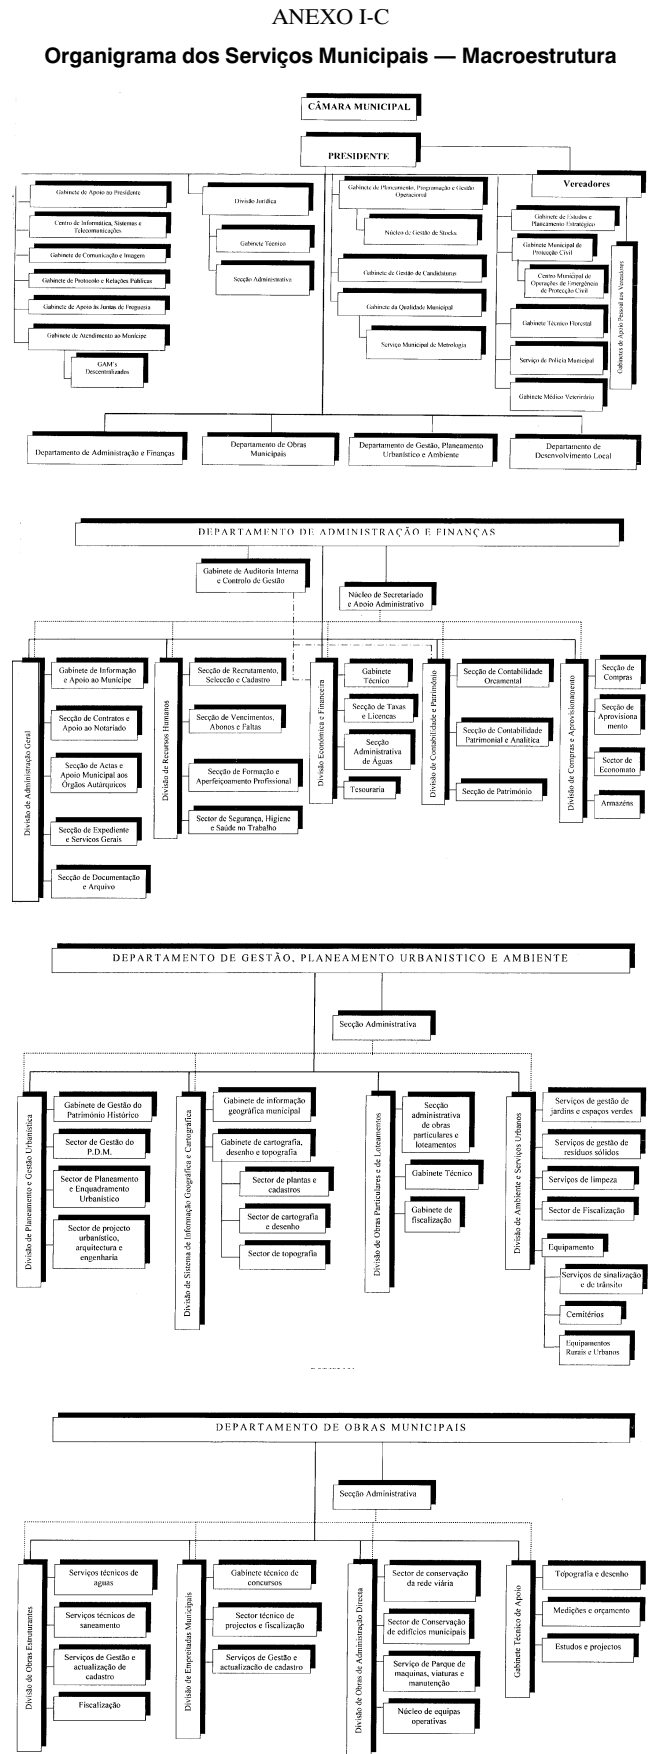 ANEXO I-C
Organigrama dos Serviços Municipais — Macroestrutura
CÂMARA MUNICIPAL
PRESIDENTE
Gabinete de Apoio ao Presidente
Centro de Informática, Sistemas e
Telecomunicações
Gabinete de Comunicação e Imagem
Gabinete de Protocolo e Relações Publicas
Gabinete de Apoio às Juntas de Freguesia
Gabinete de Atendimento ao Munícipe
GAM's
Descentralizados
Divisão Jurídica
Gabinete Técnico
Secção Administrativa
Gabinete de Planeamento, Programação e Gestão
Operacional
Núcleo de Gestão de Stocks
Gabinete de Gestão de Candidaturas
Gabinete da Qualidade Municipal
Serviço Municipal de Metrologia
Vereadores
Gabinete de Estudos e
Planeamento Estratégico
Gabinete Municipal de
Protecção Civil
Centro Municipal de
Operações de Emergência
de Protecção Civil
Gabinete Técnico Florestal
Serviço de Polícia Municipal
Gabinete Médico Veterinário
Gabinetes de Apoio Pessoal aos Vereadores
Departamento de Administração e Finanças
Departamento de Obras
Municipais
Departamento de Gestão, Planeamento
Urbanístico e Ambiente
Departamento de
Desenvolvimento Local
DEPARTAMENTO DE ADMINISTRAÇÃO E FINANÇAS
Gabinete de Auditoria Interna
e Controlo de Gestão
Núcleo de Secretariado
e Apoio Administrativo
Divisão de Administração Geral
Gabinete de Informação
e Apoio ao Munícipe
Secção de Contratos e
Apoio ao Notariado
Secção de Actas e
Apoio Municipal aos
Órgãos Autárquicos
Secção de Expediente
e Servicos Gerais
Secção de Documentação
e Arquivo
Divisão de Recursos Humanos
Secção de Recrutamento,
Selecção e Cadastro
Secção de Vencimentos,
Abonos e Faltas
Secção de Formação e
Aperfeiçoamento Profissional
Sector de Segurança, Higiene
e Saúde no Trabalho
Divisão Económica e Financeira
Gabinete
Técnico
Secção de Taxas
e Licencas
Secção
Administrativa
de Águas
Tesouraria
Divisão de Contabilidade e Património
Secção de Contabilidade
Orcamental
Secção de Contabilidade
Patrimonial e Analítica
Secção de Património
Divisão de Compras e Aprovisionamento
Secção de
Compras
Secção de
Aprovisiona
mento
Sector de
Economato
Armazéns
DEPARTAMENTO DE GESTÃO, PLANEAMENTO URBANISTICO E AMBIENTE
Secção Administrativa
Divisão de Planeamento e Gestão Urbanística
Gabinete de Gestão do
Património Histórico
Sector de Gestão do
P.D.M.
Sector de Planeamento
e Enquadramento
Urbanístico
Sector de projecto
urbanístico,
arquitectura e
engenharia
Divisão de Sistema de Informação Geográfica e Cartográfica
Gabinete de informação
geográfica municipal
Gabinete de cartografia,
desenho e topografia
Sector de plantas e
cadastros
Sector de cartografia
e desenho
Sector de topografia
Divisão de Obras Particulares e de Loteamentos
Secção
administrativa
de obras
particulares e
loteamentos
Gabinete Técnico
Gabinete de
fiscalização
Divisão de Ambiente e Serviços Urbanos
Serviços de gestão de
jardins e espaços verdes
Serviços de gestão de
resíduos sólidos
Serviços de limpeza
Sector de Fiscalização
Equipamento
Serviços de sinalização
e de trânsito
Cemitérios
Equipamentos
Rurais e Urbanos
DEPARTAMENTO DE OBRAS MUNICIPAIS
Secção Administrativa
Divisão de Obras Estruturantes
Serviços técnicos de
aguas
Serviços técnicos de
saneamento
Serviços de Gestão e
actualização de
cadastro
Fiscalização
Divisão de Empreitadas Municipais
Gabinete técnico de
concursos
Sector técnico de
projectos e fiscalização
Serviços de Gestão e
actualizacão de cadastro
Divisão de Obras de Administração Directa
Sector de conservação
da rede viária
Sector de Conservação
de edifícios municipais
Serviço de Parque de
maquinas, viaturas e
manutenção
Núcleo de equipas
operativas
Gabinete Técnico de Apoio
Topografia e desenho
Medições e orçamento
Estudos e projectos